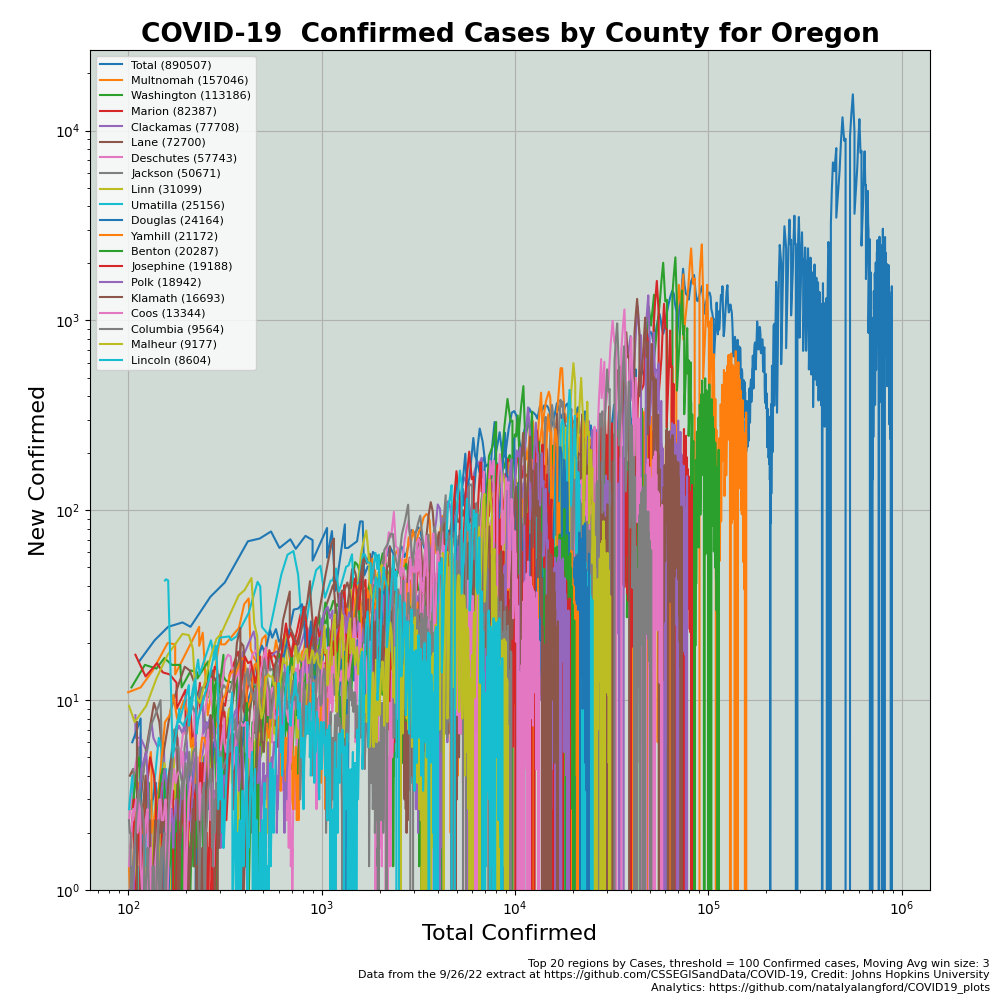 COVID-19  Confirmed Cases by County for Oregon
Total (890507)
Multnomah (157046)
Washington (113186)
Marion (82387)
Clackamas (77708)
Lane (72700)
Deschutes (57743)
Jackson (50671)
Linn (31099)
Umatilla (25156)
Douglas (24164)
Yamhill (21172)
Benton (20287)
Josephine (19188)
Polk (18942)
Klamath (16693)
Coos (13344)
Columbia (9564)
Malheur (9177)
Lincoln (8604)
New Confirmed
10⁴
10³
10²
10¹
10⁰
10² 10³ 10⁴ 10⁵ 10⁶
Total Confirmed
Top 20 regions by Cases, threshold = 100 Confirmed cases, Moving Avg win size: 3
Data from the 9/26/22 extract at https://github.com/CSSEGISandData/COVID-19, Credit: Johns Hopkins University
Analytics: https://github.com/natalyalangford/COVID19_plots